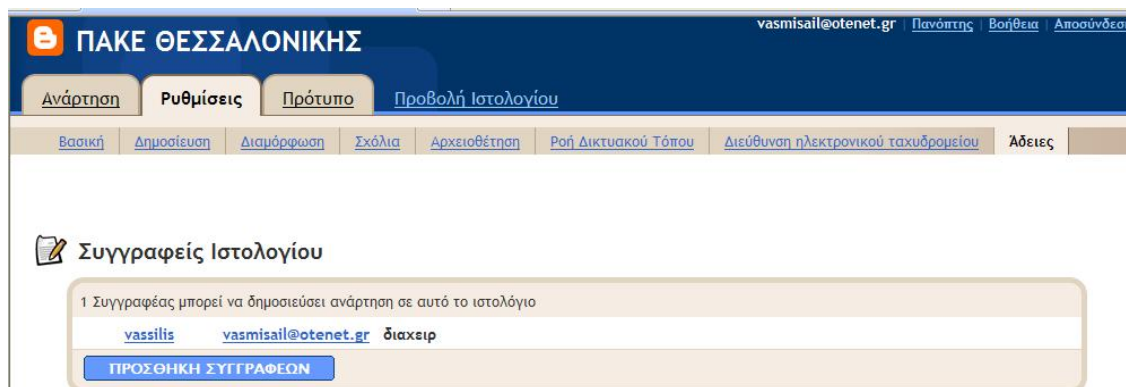 vasmisail@otenet.gr | Πανόπτης | Βοήθεια | Αποσύνδεσ
ΠΑΚΕ ΘΕΣΣΑΛΟΝΙΚΗΣ
Ανάρτηση Ρυθμίσεις Πρότυπο Προβολή Ιστολογίου
Βασική Δημοσίευση Διαμόρφωση Σχόλια Αρχειοθέτηση Ροή Δικτυακού Τόπου Διεύθυνση ηλεκτρονικού ταχυδρομείου Άδειες
Συγγραφείς Ιστολογίου
1 Συγγραφέας μπορεί να δημοσιεύσει ανάρτηση σε αυτό το ιστολόγιο
vassilis vasmisail@otenet.gr διαχειρ
ΠΡΟΣΘΗΚΗ ΣΥΓΓΡΑΦΕΩΝ